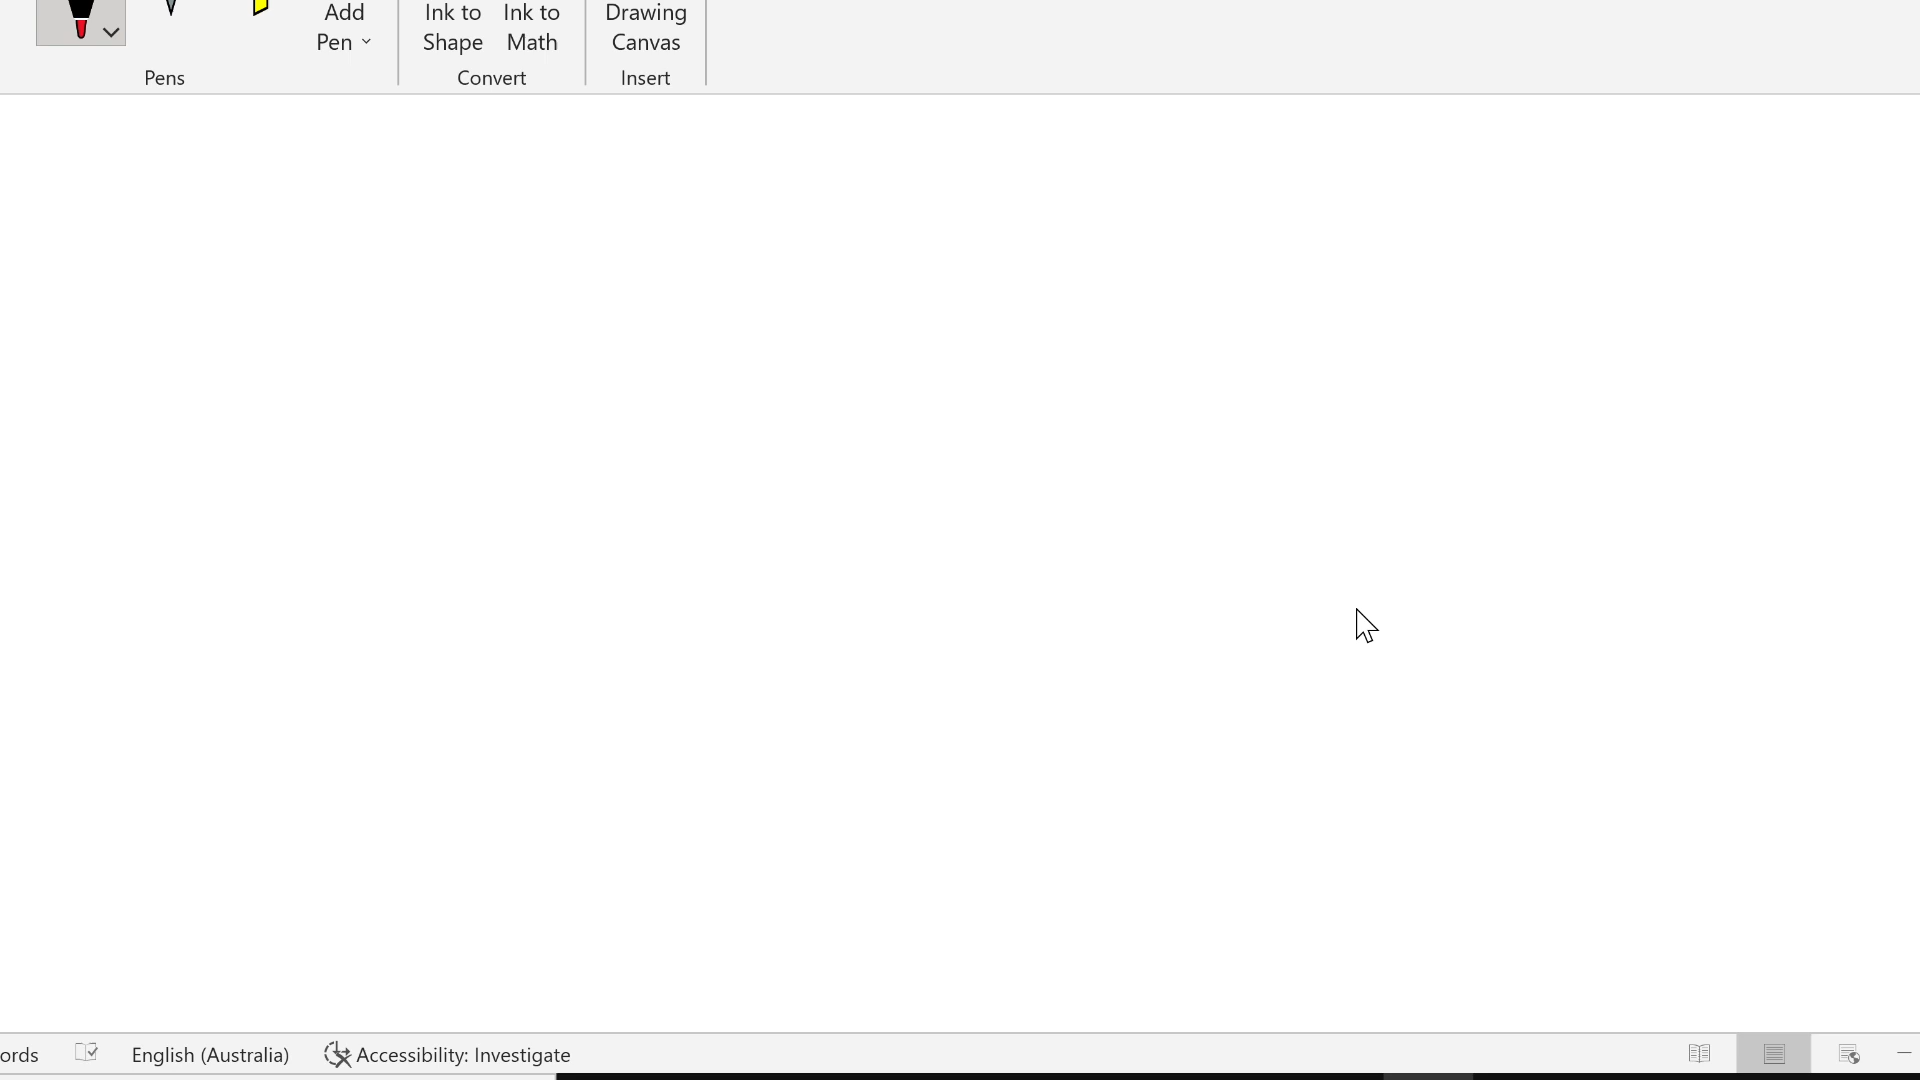 Add
Pen
Pens
Ink to
Shape
Ink to
Math
Convert
Drawing
Canvas
Insert
ords
English (Australia)
Accessibility: Investigate